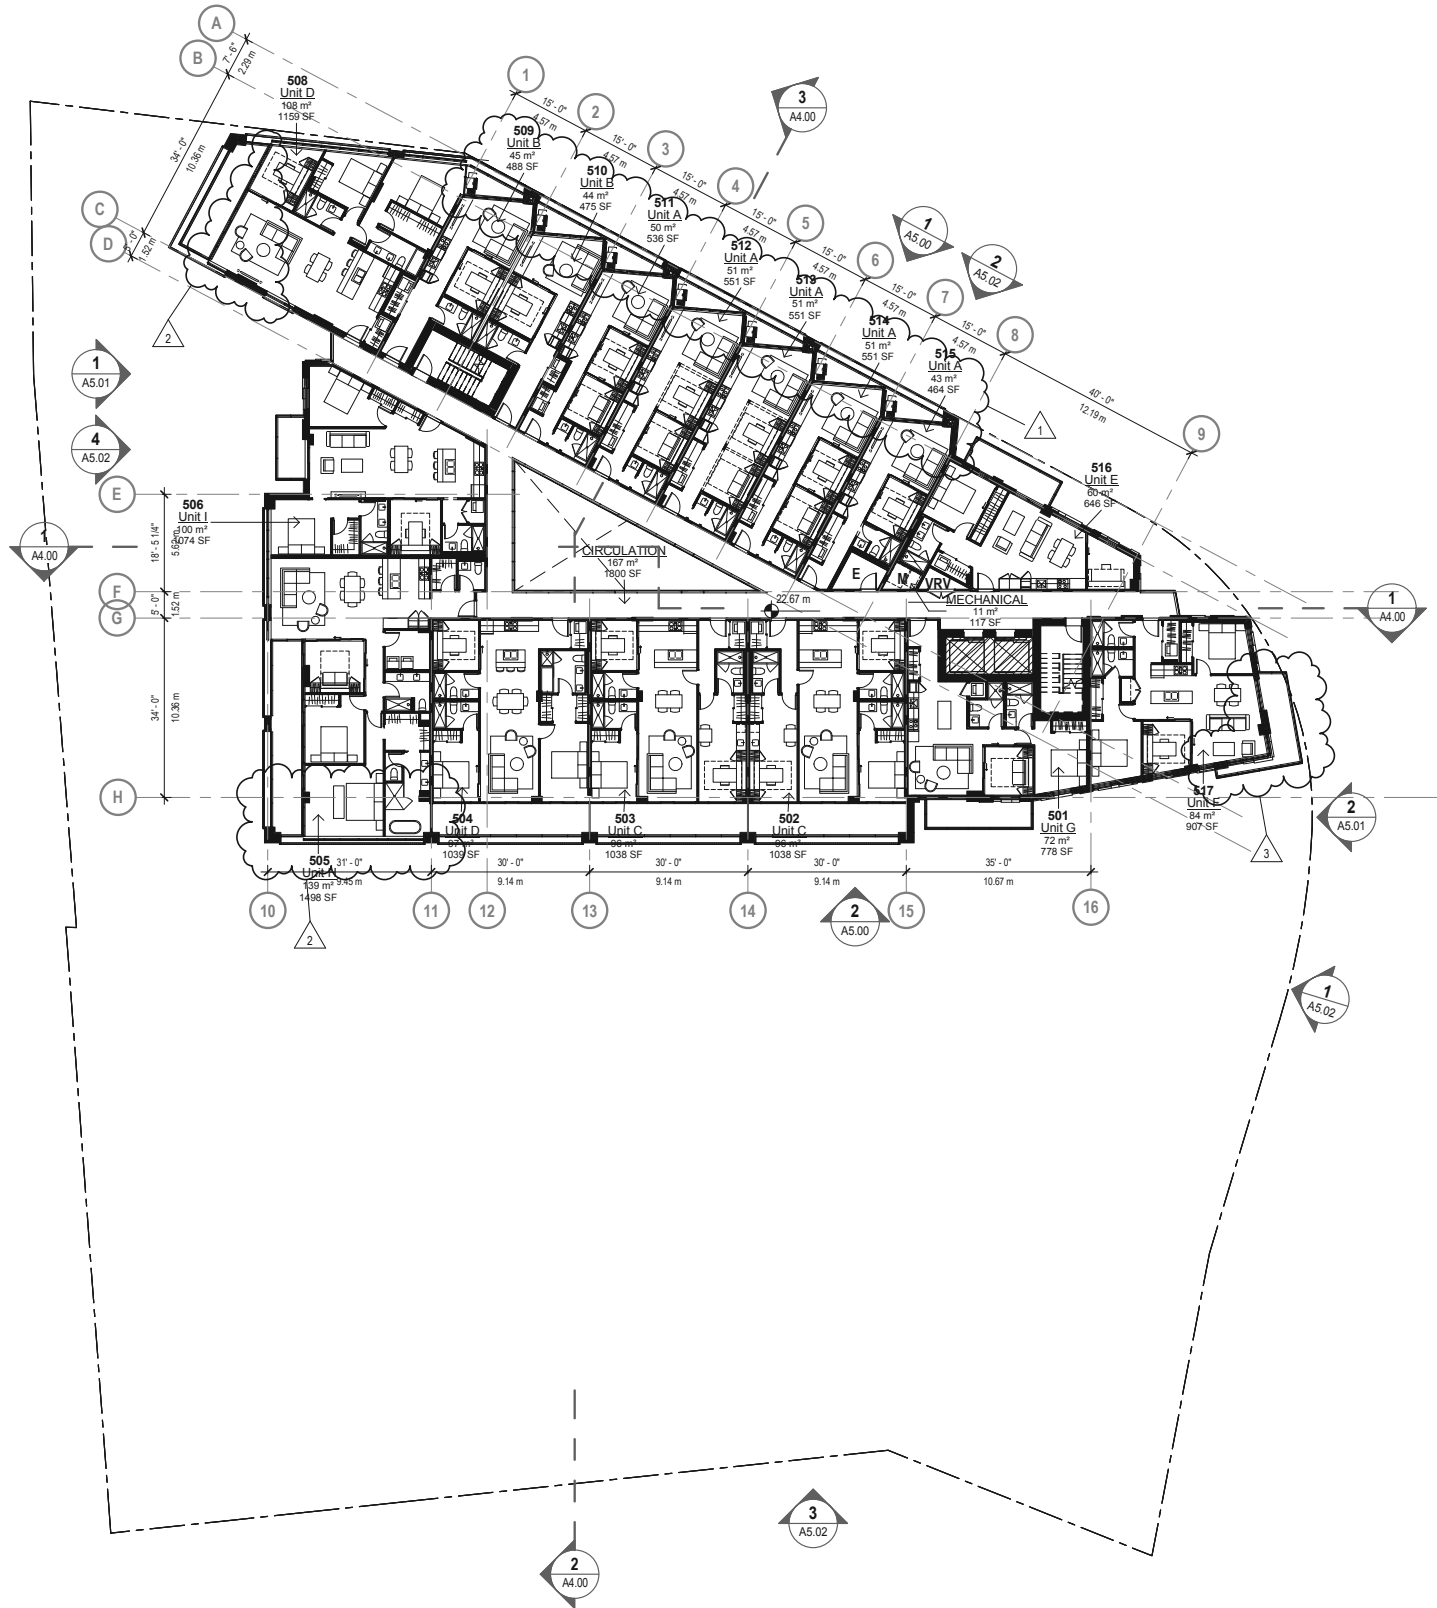 A
B
7' - 6"
2.29 m
508
Unit D
108 m²
1159 SF
1
15' - 0"
4.57 m
2
15' - 0"
4.57 m
3
15' - 0"
4.57 m
4
15' - 0"
4.57 m
5
15' - 0"
4.57 m
6
15' - 0"
4.57 m
7
15' - 0"
4.57 m
8
40' - 0"
12.19 m
9
3
A4.00
1
A5.00
2
A5.02
34' - 0"
10.36 m
C
D
1.52 m
509
Unit B
45 m²
488 SF
510
Unit B
44 m²
475 SF
511
Unit A
50 m²
536 SF
512
Unit A
51 m²
551 SF
513
Unit A
51 m²
551 SF
514
Unit A
51 m²
551 SF
515
Unit A
43 m²
464 SF
516
Unit E
60 m²
646 SF
2
1
1
A5.01
4
A5.02
E
506
Unit I
100 m²
1074 SF
18' - 5 1/4"
1
A4.00
CIRCULATION
167 m²
1800 SF
E
M
VRV
MECHANICAL
11 m²
117 SF
22.67 m
F
G
5' - 0"
1.52 m
1
A4.00
34' - 0"
10.36 m
H
505
139 m²
1498 SF
504
Unit D
1039 SF
503
Unit C
1038 SF
502
Unit C
1038 SF
501
Unit G
72 m²
778 SF
517
Unit F
84 m²
907 SF
3
2
A5.01
31' - 0"
9.45 m
30' - 0"
9.14 m
30' - 0"
9.14 m
30' - 0"
9.14 m
35' - 0"
10.67 m
10
11
12
13
14
15
16
2
2
A5.00
1
A5.02
3
A5.02
2
A4.00